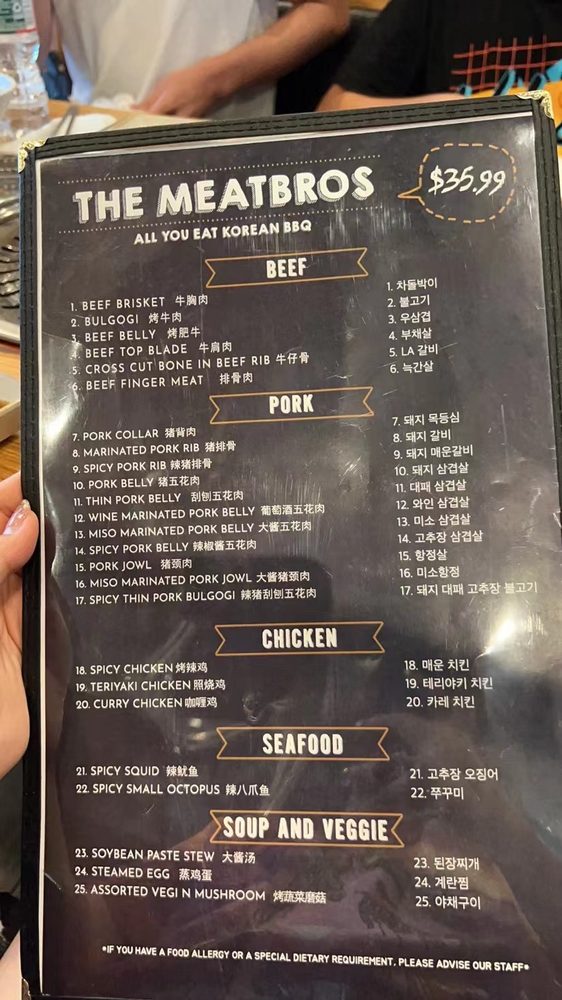 THE MEATBROS
$35.99
ALL YOU EAT KOREAN BBQ
BEEF
1. BEEF BRISKET 牛胸肉 1. 차돌박이
2. BULGOGI 烤牛肉 2. 불고기
3. BEEF BELLY 烤肥牛 3. 우삼겹
4. BEEF TOP BLADE 牛肩肉 4. 부채살
5. CROSS CUT BONE IN BEEF RIB 牛仔骨 5. LA 갈비
6. BEEF FINGER MEAT 排骨肉 6. 늑간살
PORK
7. PORK COLLAR 猪背肉 7. 돼지 목등심
8. MARINATED PORK RIB 猪排骨 8. 돼지 갈비
9. SPICY PORK RIB 辣猪排骨 9. 돼지 매운갈비
10. PORK BELLY 猪五花肉 10. 돼지 삼겹살
11. THIN PORK BELLY 刮刨五花肉 11. 대패 삼겹살
12. WINE MARINATED PORK BELLY 葡萄酒五花肉 12. 와인 삼겹살
13. MISO MARINATED PORK BELLY 大酱五花肉 13. 미소 삼겹살
14. SPICY PORK BELLY 辣椒酱五花肉 14. 고추장 삼겹살
15. PORK JOWL 猪颈肉 15. 항정살
16. MISO MARINATED PORK JOWL 大酱猪颈肉 16. 미소항정
17. SPICY THIN PORK BULGOGI 辣猪刮刨五花肉 17. 돼지 대패 고추장 불고기
CHICKEN
18. SPICY CHICKEN 烤辣鸡 18. 매운 치킨
19. TERIYAKI CHICKEN 照烧鸡 19. 테리야키 치킨
20. CURRY CHICKEN 咖喱鸡 20. 카레 치킨
SEAFOOD
21. SPICY SQUID 辣鱿鱼 21. 고추장 오징어
22. SPICY SMALL OCTOPUS 辣八爪鱼 22. 쭈꾸미
SOUP AND VEGGIE
23. SOYBEAN PASTE STEW 大酱汤 23. 된장찌개
24. STEAMED EGG 蒸鸡蛋 24. 계란찜
25. ASSORTED VEGI N MUSHROOM 烤蔬菜磨菇 25. 야채구이
*IF YOU HAVE A FOOD ALLERGY OR A SPECIAL DIETARY REQUIREMENT, PLEASE ADVISE OUR STAFF*